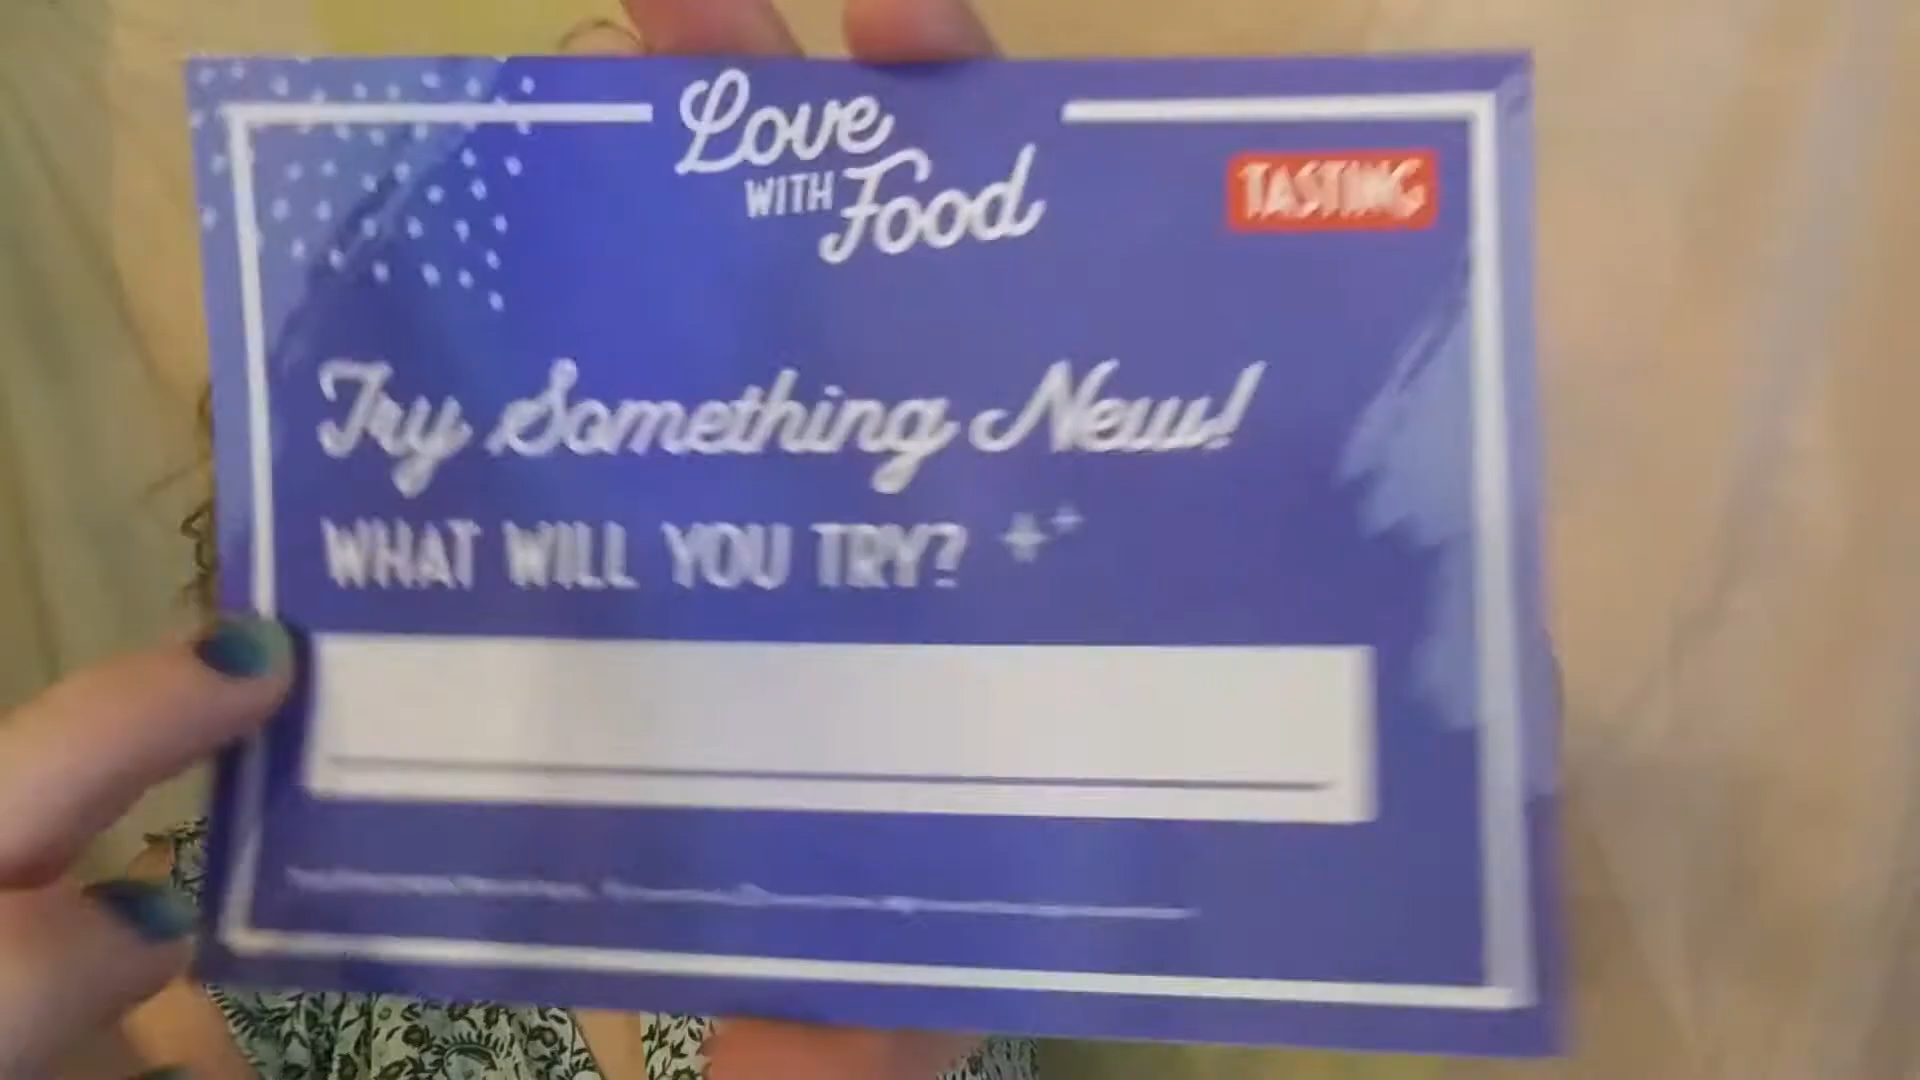 Love
WITH Food
TASTING
Try Something New!
WHAT WILL YOU TRY?